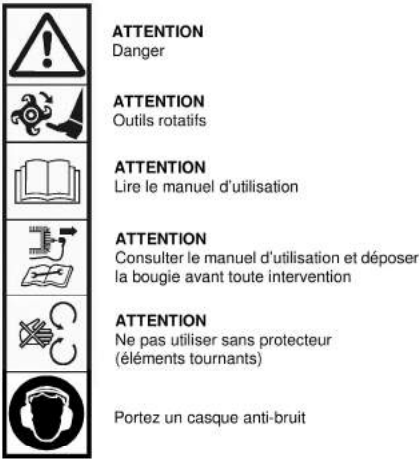 ATTENTION
Danger
ATTENTION
Outils rotatifs
ATTENTION
Lire le manuel d'utilisation
ATTENTION
Consulter le manuel d'utilisation et déposer
la bougie avant toute intervention
ATTENTION
Ne pas utiliser sans protecteur
(éléments tournants)
Portez un casque anti-bruit